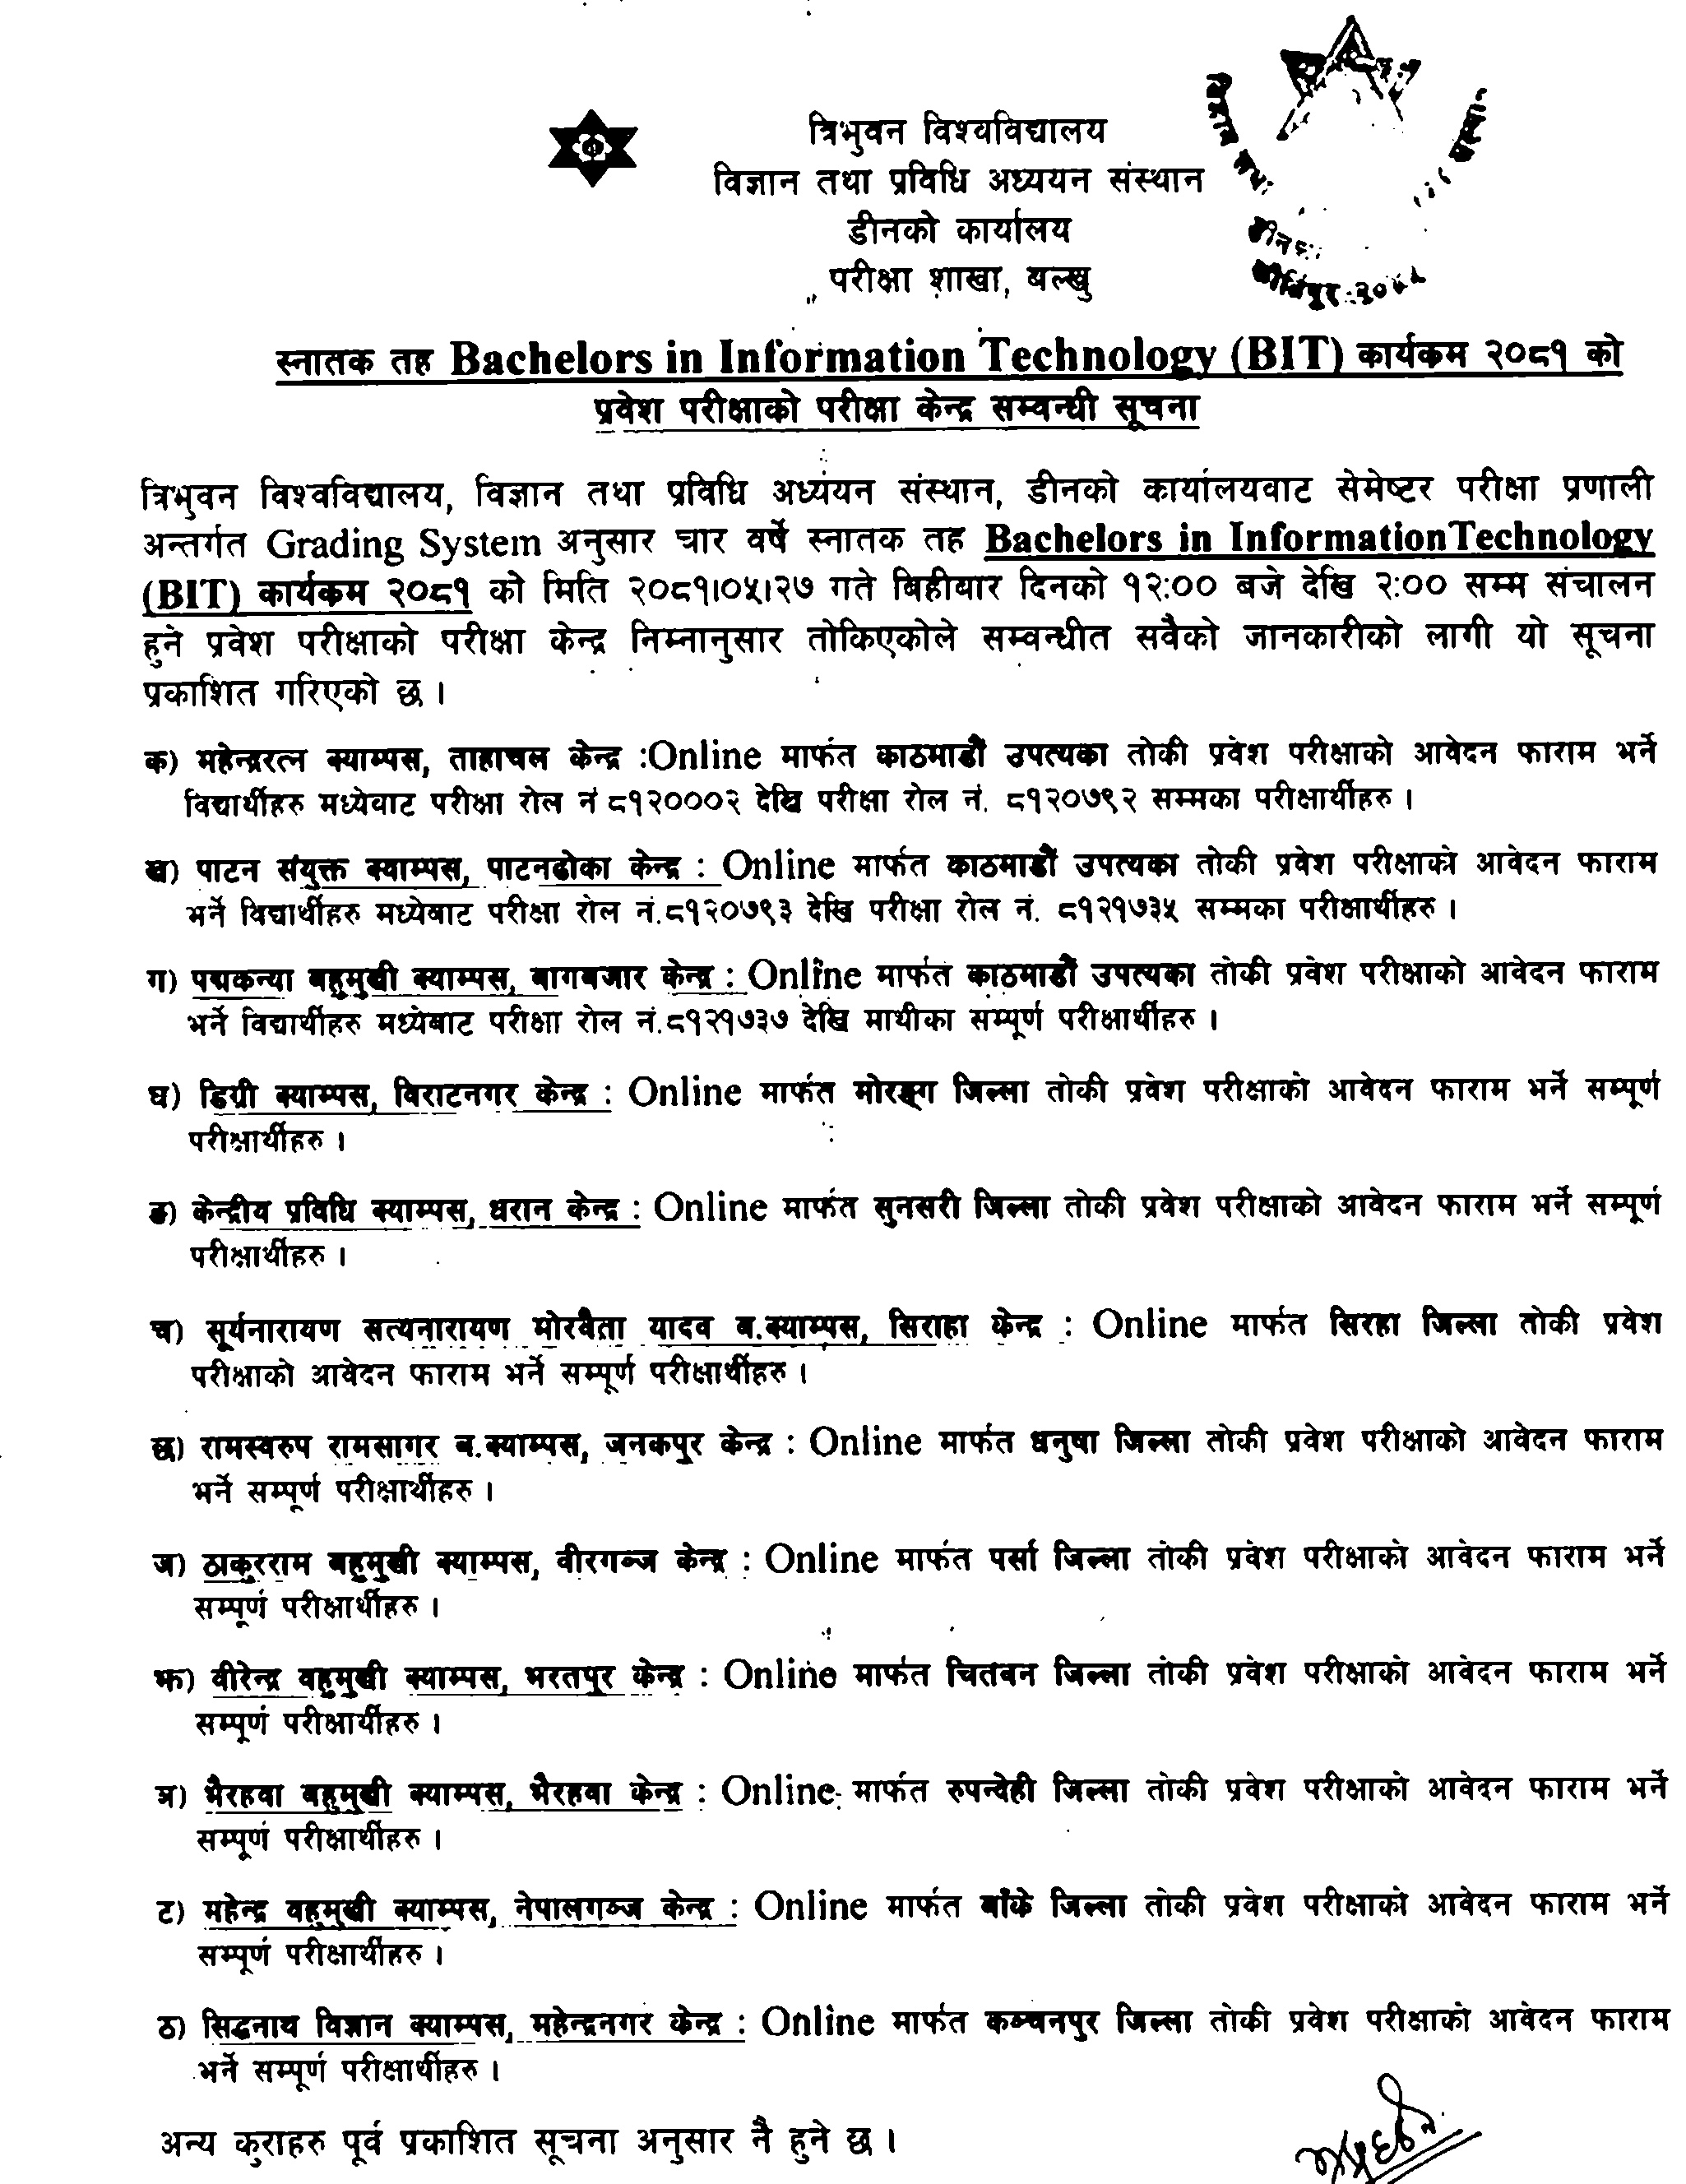 त्रिभुवन विश्वविद्यालय
विज्ञान तथा प्रविधि अध्ययन संस्थान
डीनको कार्यालय
परीक्षा शाखा, बल्खु
स्नातक तह Bachelors in Information Technology (BIT) कार्यक्रम २०८१ को
प्रवेश परीक्षाको परीक्षा केन्द्र सम्वन्धी सूचना
त्रिभुवन विश्वविद्यालय, विज्ञान तथा प्रविधि अध्ययन संस्थान, डीनको कार्यालयवाट सेमेष्टर परीक्षा प्रणाली
अन्तर्गत Grading System अनुसार चार वर्षे स्नातक तह Bachelors in InformationTechnology
(BIT) कार्यक्रम २०८१ को मिति २०८१।०५।२७ गते बिहीबार दिनको १२:०० बजे देखि २:०० सम्म संचालन
हुने प्रवेश परीक्षाको परीक्षा केन्द्र निम्नानुसार तोकिएकोले सम्वन्धीत सवैको जानकारीको लागी यो सूचना
प्रकाशित गरिएको छ ।
क) महेन्द्ररत्न क्याम्पस, ताहाचल केन्द्र :Online मार्फत काठमाडौं उपत्यका तोकी प्रवेश परीक्षाको आवेदन फाराम भर्ने
विद्यार्थीहरु मध्येवाट परीक्षा रोल नं ८१२०००२ देखि परीक्षा रोल नं. ८१२०७९२ सम्मका परीक्षार्थीहरु ।
ख) पाटन संयुक्त क्याम्पस, पाटनढोका केन्द्र : Online मार्फत काठमाडौं उपत्यका तोकी प्रवेश परीक्षाको आवेदन फाराम
भर्ने विद्यार्थीहरु मध्येबाट परीक्षा रोल नं.८१२०७९३ देखि परीक्षा रोल नं. ८१२१७३५ सम्मका परीक्षार्थीहरु ।
ग) पद्मकन्या बहुमुखी क्याम्पस, बागबजार केन्द्र : Online मार्फत काठमाडौं उपत्यका तोकी प्रवेश परीक्षाको आवेदन फाराम
भर्ने विद्यार्थीहरु मध्येबाट परीक्षा रोल नं.८१२१७३७ देखि माथीका सम्पूर्ण परीक्षार्थीहरु ।
घ) डिग्री क्याम्पस, विराटनगर केन्द्र : Online मार्फत मोरङ्ग जिल्ला तोकी प्रवेश परीक्षाको आवेदन फाराम भर्ने सम्पूर्ण
परीक्षार्थीहरु ।
ङ) केन्द्रीय प्रविधि क्याम्पस, धरान केन्द्र : Online मार्फत सुनसरी जिल्ला तोकी प्रवेश परीक्षाको आवेदन फाराम भर्ने सम्पूर्ण
परीक्षार्थीहरु ।
च) सूर्यनारायण सत्यनारायण मोरवैता यादव ब.क्याम्पस, सिराहा केन्द्र : Online मार्फत सिरहा जिल्ला तोकी प्रवेश
परीक्षाको आवेदन फाराम भर्ने सम्पूर्ण परीक्षार्थीहरु ।
छ) रामस्वरुप रामसागर ब.क्याम्पस, जनकपुर केन्द्र : Online मार्फत धनुषा जिल्ला तोकी प्रवेश परीक्षाको आवेदन फाराम
भर्ने सम्पूर्ण परीक्षार्थीहरु ।
ज) ठाकुरराम बहुमुखी क्याम्पस, वीरगञ्ज केन्द्र : Online मार्फत पर्सा जिल्ला तोकी प्रवेश परीक्षाको आवेदन फाराम भर्ने
सम्पूर्ण परीक्षार्थीहरु ।
झ) वीरेन्द्र वहुमुखी क्याम्पस, भरतपुर केन्द्र : Online मार्फत चितवन जिल्ला तोकी प्रवेश परीक्षाको आवेदन फाराम भर्ने
सम्पूर्ण परीक्षार्थीहरु ।
ञ) भैरहवा बहुमुखी क्याम्पस, भैरहवा केन्द्र : Online मार्फत रुपन्देही जिल्ला तोकी प्रवेश परीक्षाको आवेदन फाराम भर्ने
सम्पूर्ण परीक्षार्थीहरु ।
ट) महेन्द्र वहुमुखी क्याम्पस, नेपालगञ्ज केन्द्र : Online मार्फत बाँके जिल्ला तोकी प्रवेश परीक्षाको आवेदन फाराम भर्ने
सम्पूर्ण परीक्षार्थीहरु ।
ठ) सिद्धनाथ विज्ञान क्याम्पस, महेन्द्रनगर केन्द्र : Online मार्फत कञ्चनपुर जिल्ला तोकी प्रवेश परीक्षाको आवेदन फाराम
भर्ने सम्पूर्ण परीक्षार्थीहरु ।
अन्य कुराहरु पूर्व प्रकाशित सूचना अनुसार नै हुने छ ।